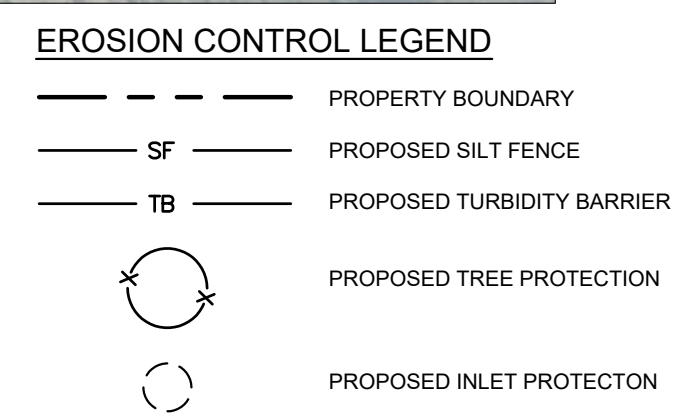 EROSION CONTROL LEGEND
PROPERTY BOUNDARY
SF PROPOSED SILT FENCE
TB PROPOSED TURBIDITY BARRIER
PROPOSED TREE PROTECTION
PROPOSED INLET PROTECTON